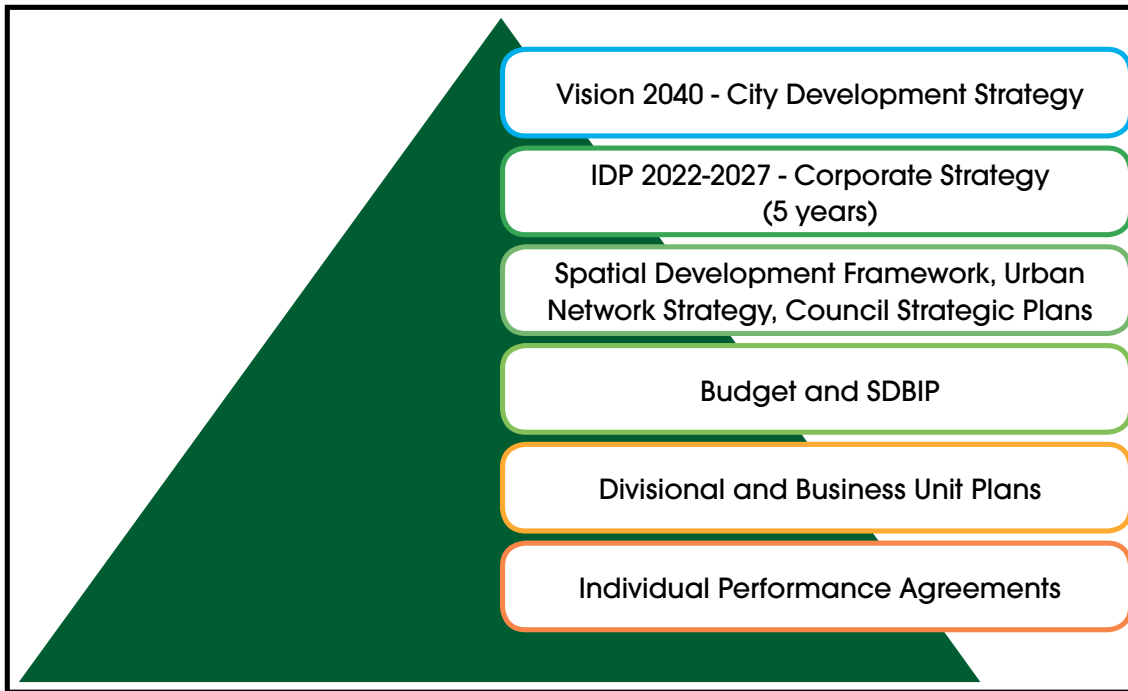 Vision 2040 - City Development Strategy
IDP 2022-2027 - Corporate Strategy
(5 years)
Spatial Development Framework, Urban
Network Strategy, Council Strategic Plans
Budget and SDBIP
Divisional and Business Unit Plans
Individual Performance Agreements